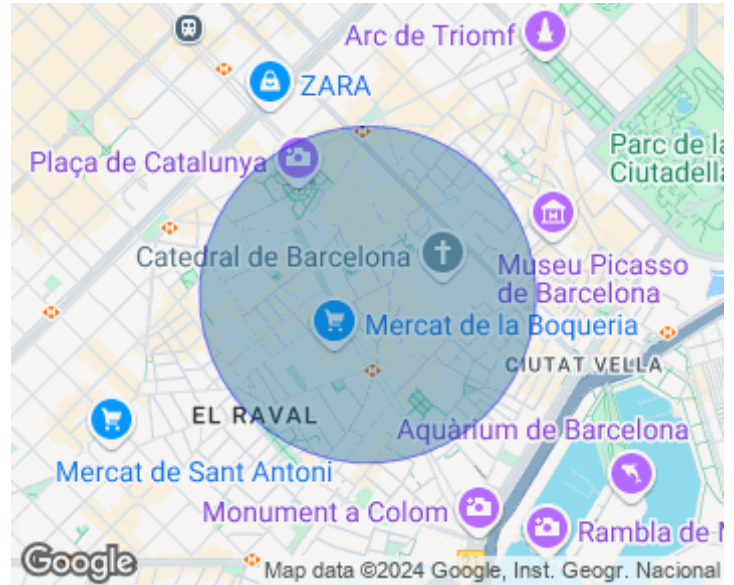 Arc de Triomf
ZARA
Parc de la
Ciutadella
Plaça de Catalunya
Catedral de Barcelona
Museu Picasso
de Barcelona
Mercat de la Boqueria
CIUTAT VELLA
EL RAVAL
Aquàrium de Barcelona
Mercat de Sant Antoni
Monument a Colom
Rambla de
Google
Map data ©2024 Google, Inst. Geogr. Nacional